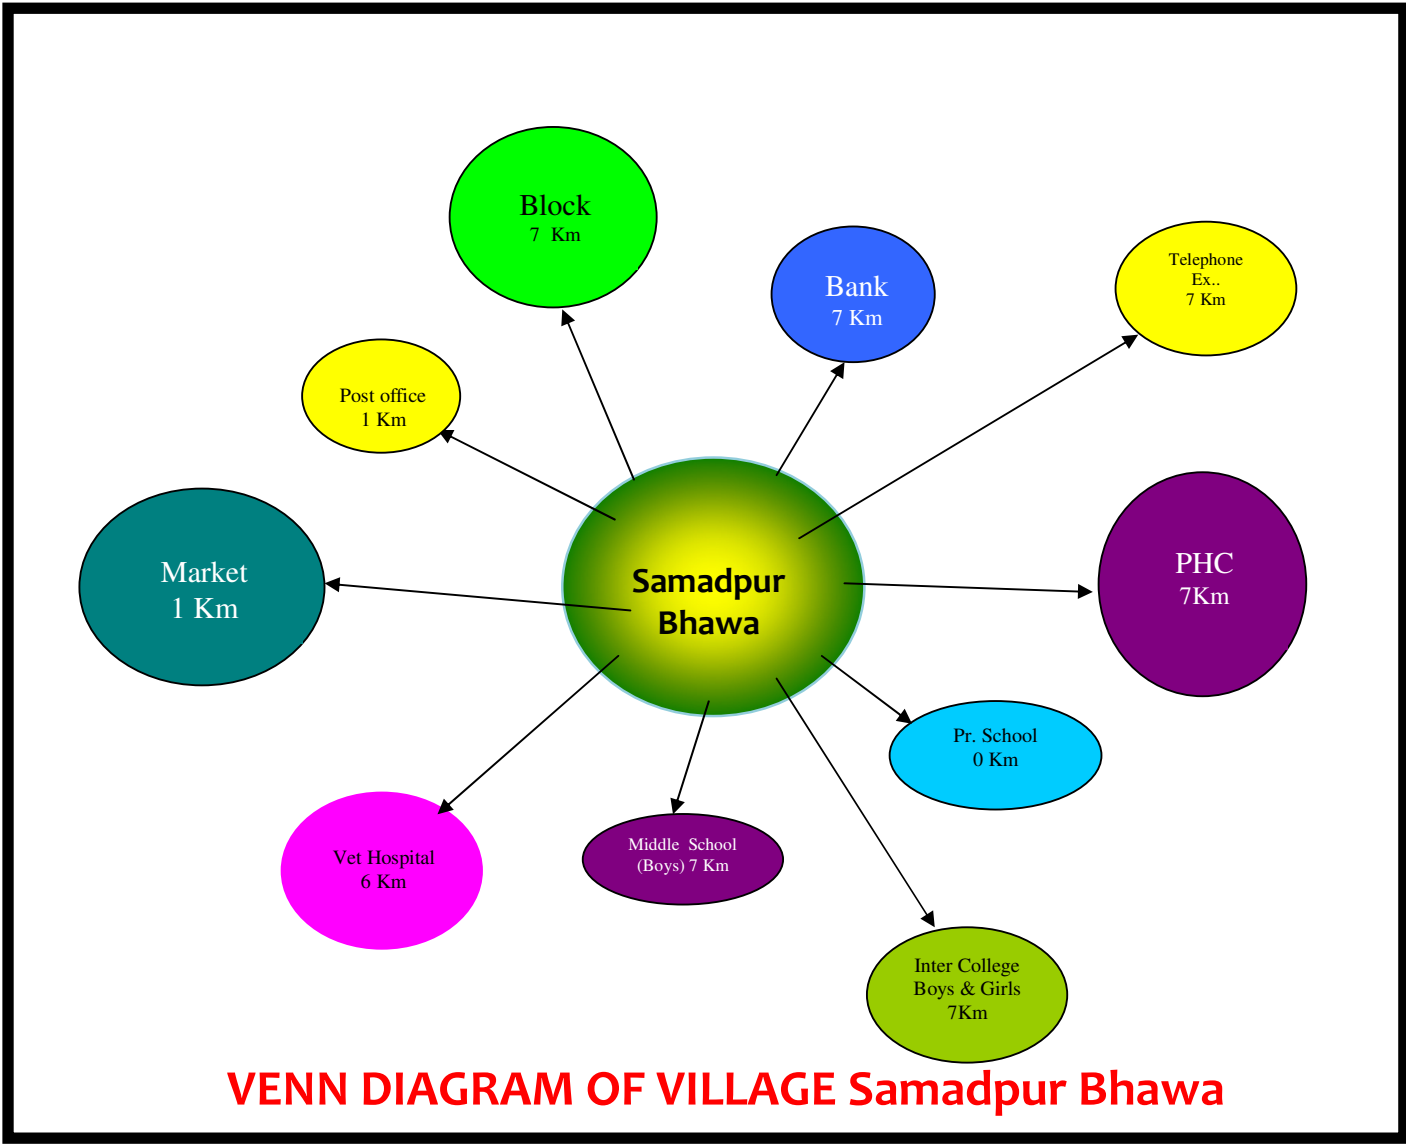 Block
7 Km
Bank
7 Km
Telephone
Ex..
7 Km
Post office
1 Km
Market
1 Km
Samadpur
Bhawa
PHC
7Km
Pr. School
0 Km
Vet Hospital
6 Km
Middle School
(Boys) 7 Km
Inter College
Boys & Girls
7Km
VENN DIAGRAM OF VILLAGE Samadpur Bhawa